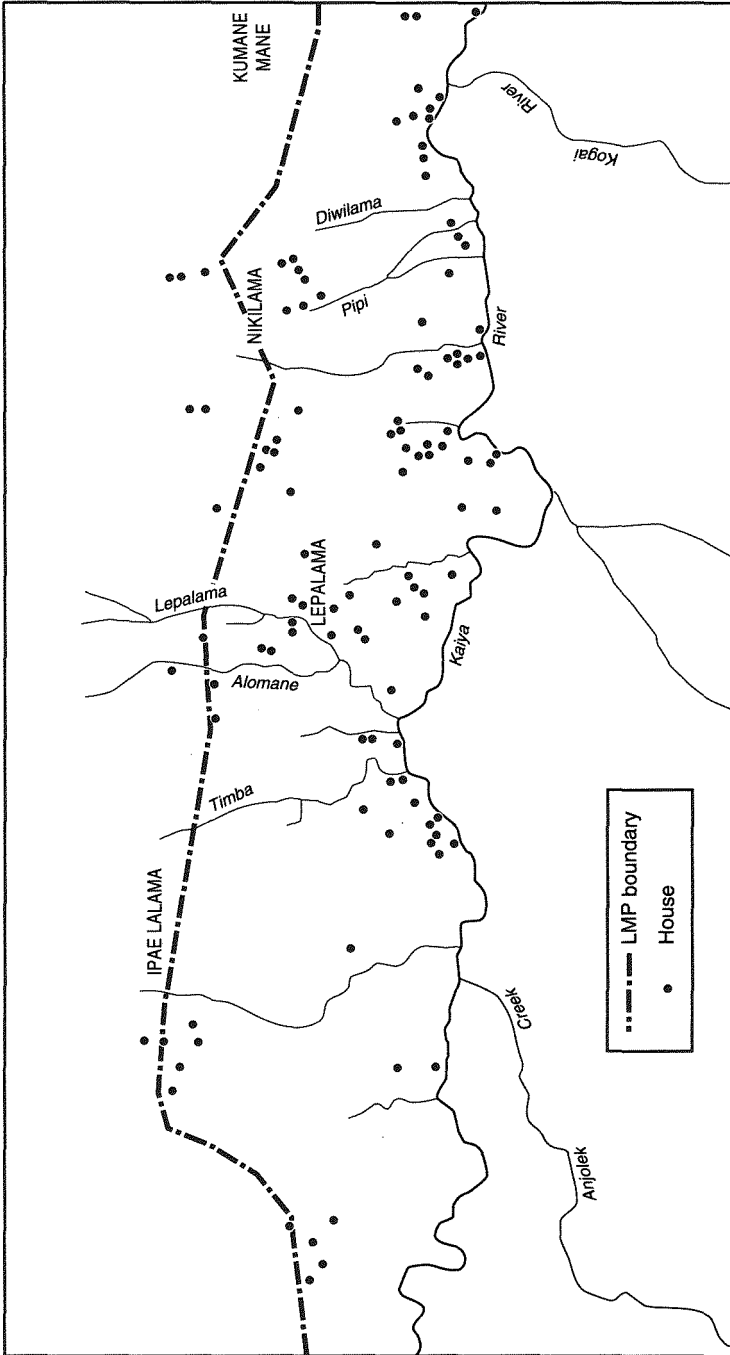 KUMANE
MANE
Diwilama
River
Kogai
Pipi
NIKILAMA
River
Lepalama
LEPALAMA
Alomane
Kaiya
Timba
IPAE LALAMA
Creek
Anjolek
LMP boundary
House